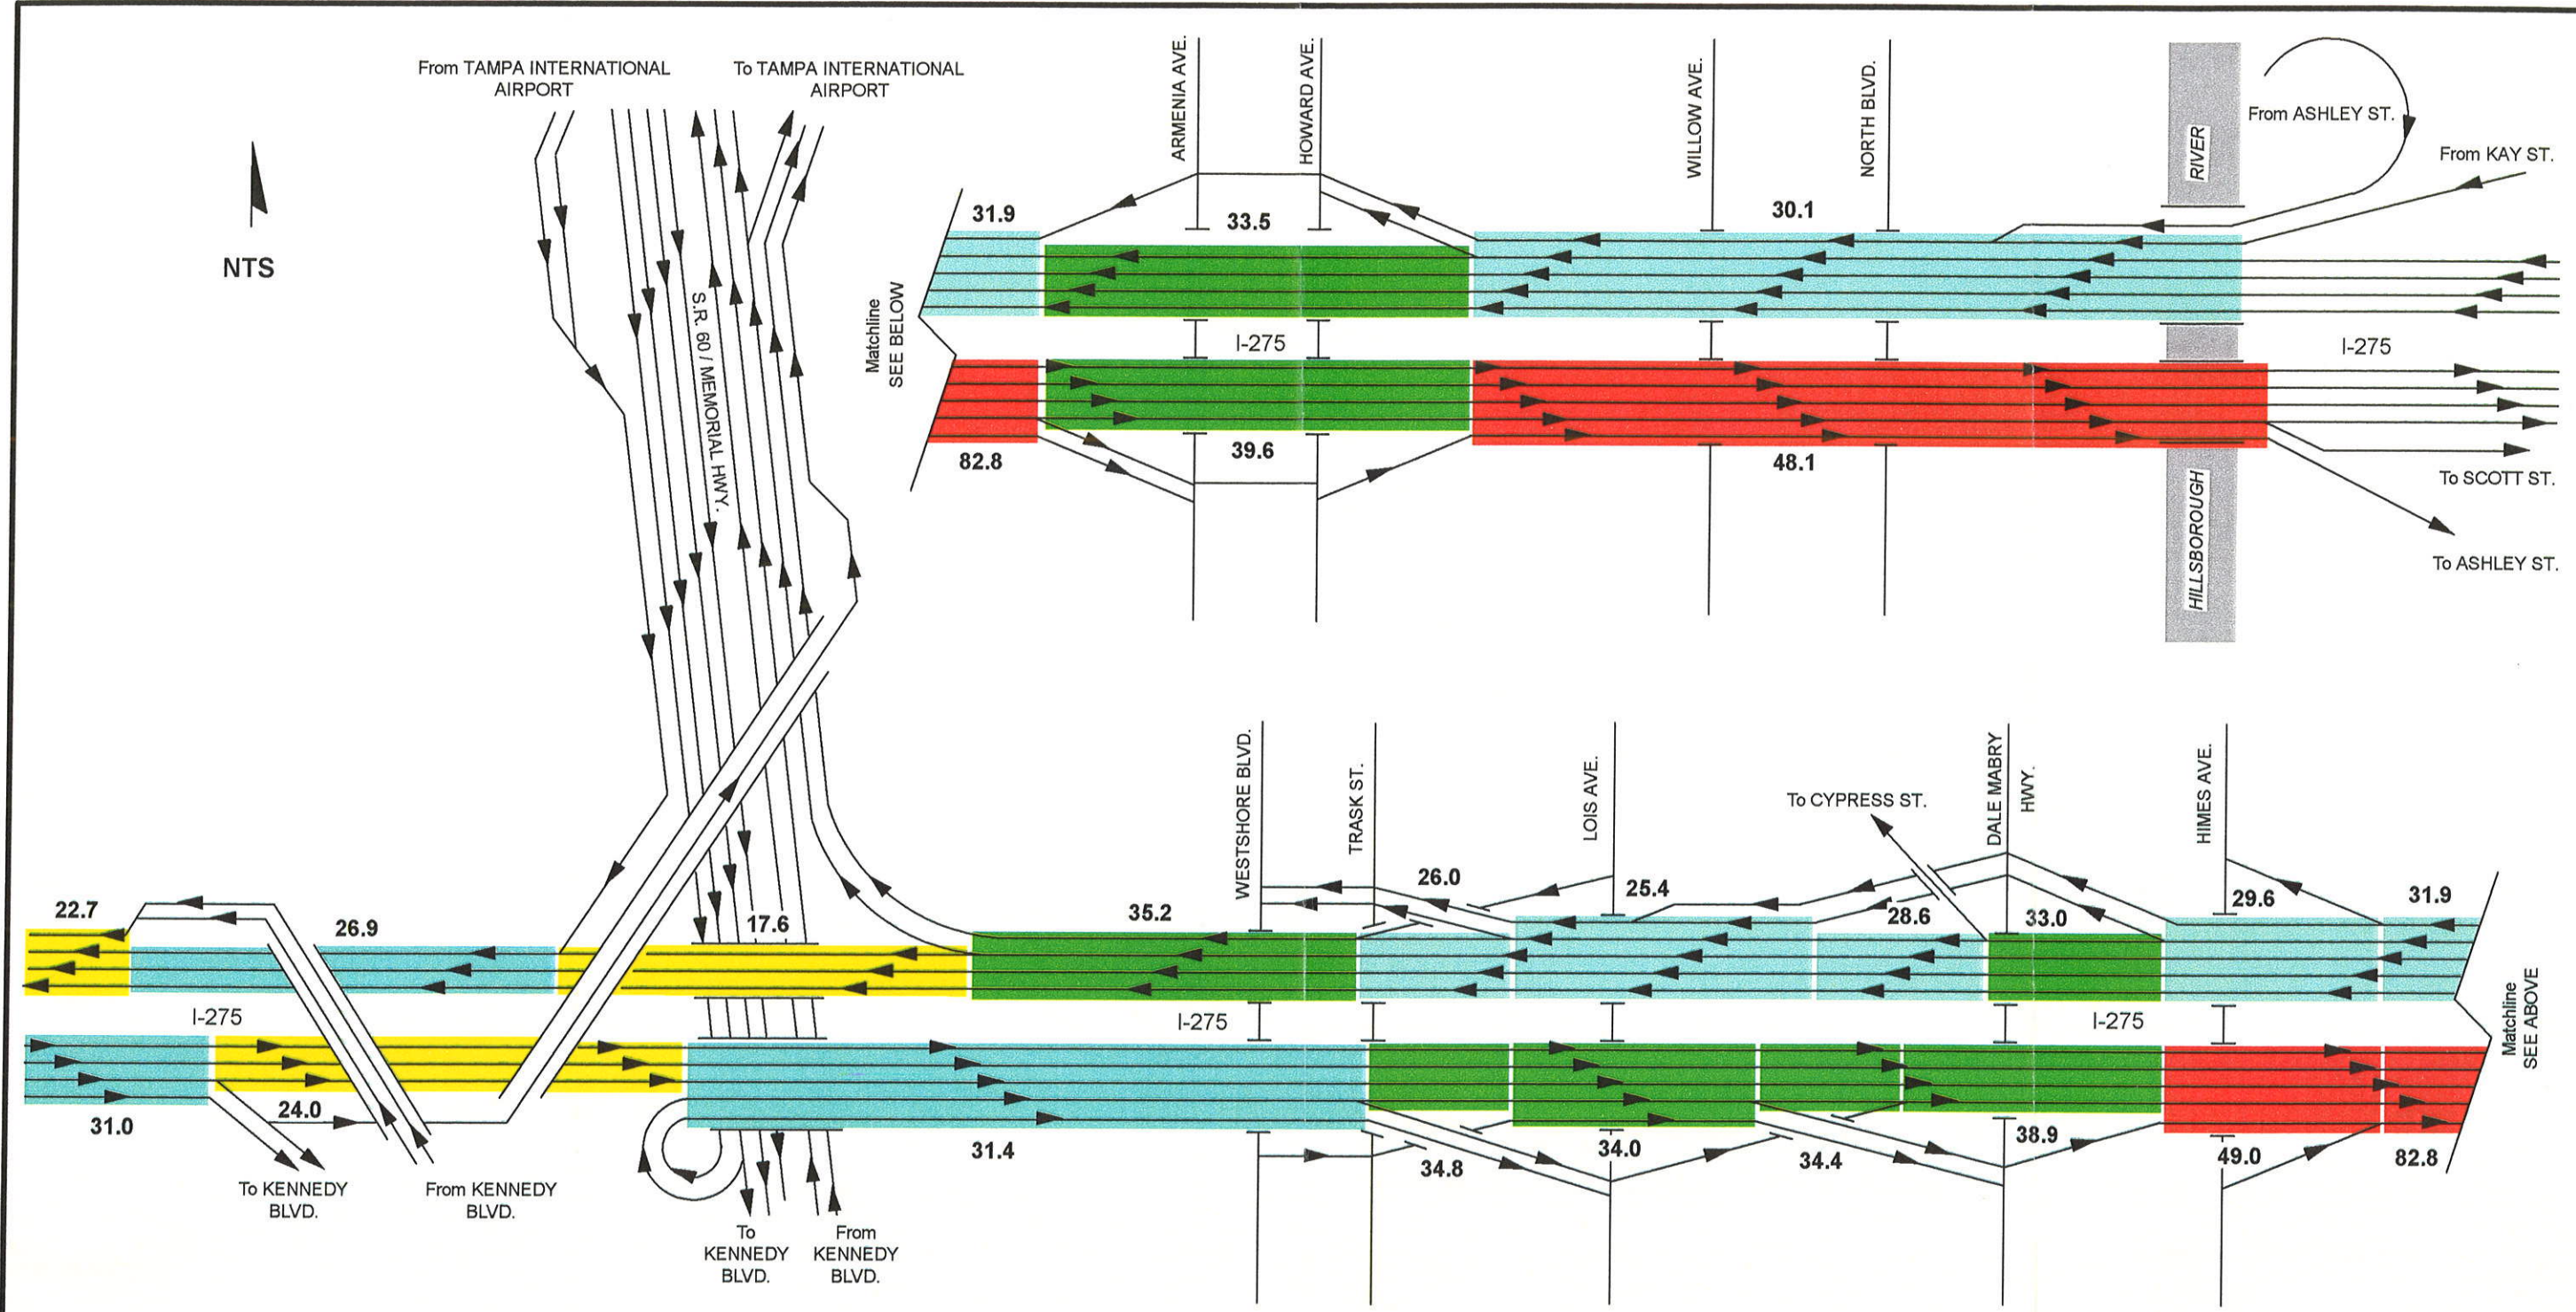 From TAMPA INTERNATIONAL
AIRPORT
To TAMPA INTERNATIONAL
AIRPORT
NTS
S.R. 60 / MEMORIAL HWY.
ARMENIA AVE.
HOWARD AVE.
WILLOW AVE.
NORTH BLVD.
RIVER
From ASHLEY ST.
From KAY ST.
31.9
33.5
30.1
Matchline
SEE BELOW
I-275
I-275
82.8
39.6
48.1
HILLSBOROUGH
To SCOTT ST.
To ASHLEY ST.
WESTSHORE BLVD.
TRASK ST.
LOIS AVE.
To CYPRESS ST.
DALE MABRY
HWY.
HIMES AVE.
22.7
26.9
17.6
35.2
26.0
25.4
28.6
33.0
29.6
31.9
I-275
I-275
I-275
Matchline
SEE ABOVE
31.0
24.0
31.4
34.8
34.0
34.4
38.9
49.0
82.8
To KENNEDY
BLVD.
From KENNEDY
BLVD.
To
KENNEDY
BLVD.
From
KENNEDY
BLVD.